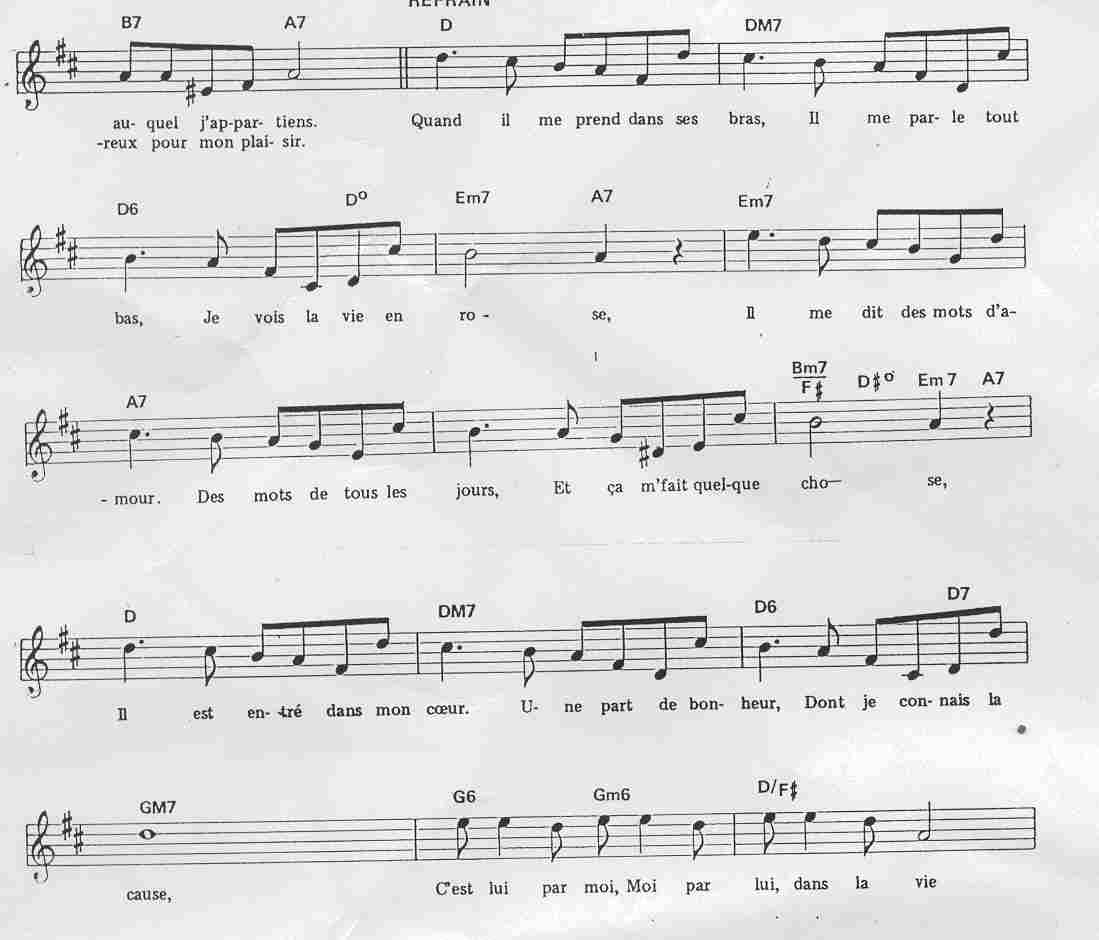 REFRAIN
B7 A7 D DM7
au- quel j'ap-par- tiens. Quand il me prend dans ses bras, Il me par- le tout
-reux pour mon plai- sir.
D6 D° Em7 A7 Em7
bas, Je vois la vie en ro - se, Il me dit des mots d'a-
A7 Bm7/F♯ D♯° Em7 A7
- mour. Des mots de tous les jours, Et ça m'fait quel-que cho— se,
D DM7 D6 D7
Il est en- tré dans mon cœur. U- ne part de bon- heur, Dont je con- nais la
GM7 G6 Gm6 D/F♯
cause, C'est lui par moi, Moi par lui, dans la vie